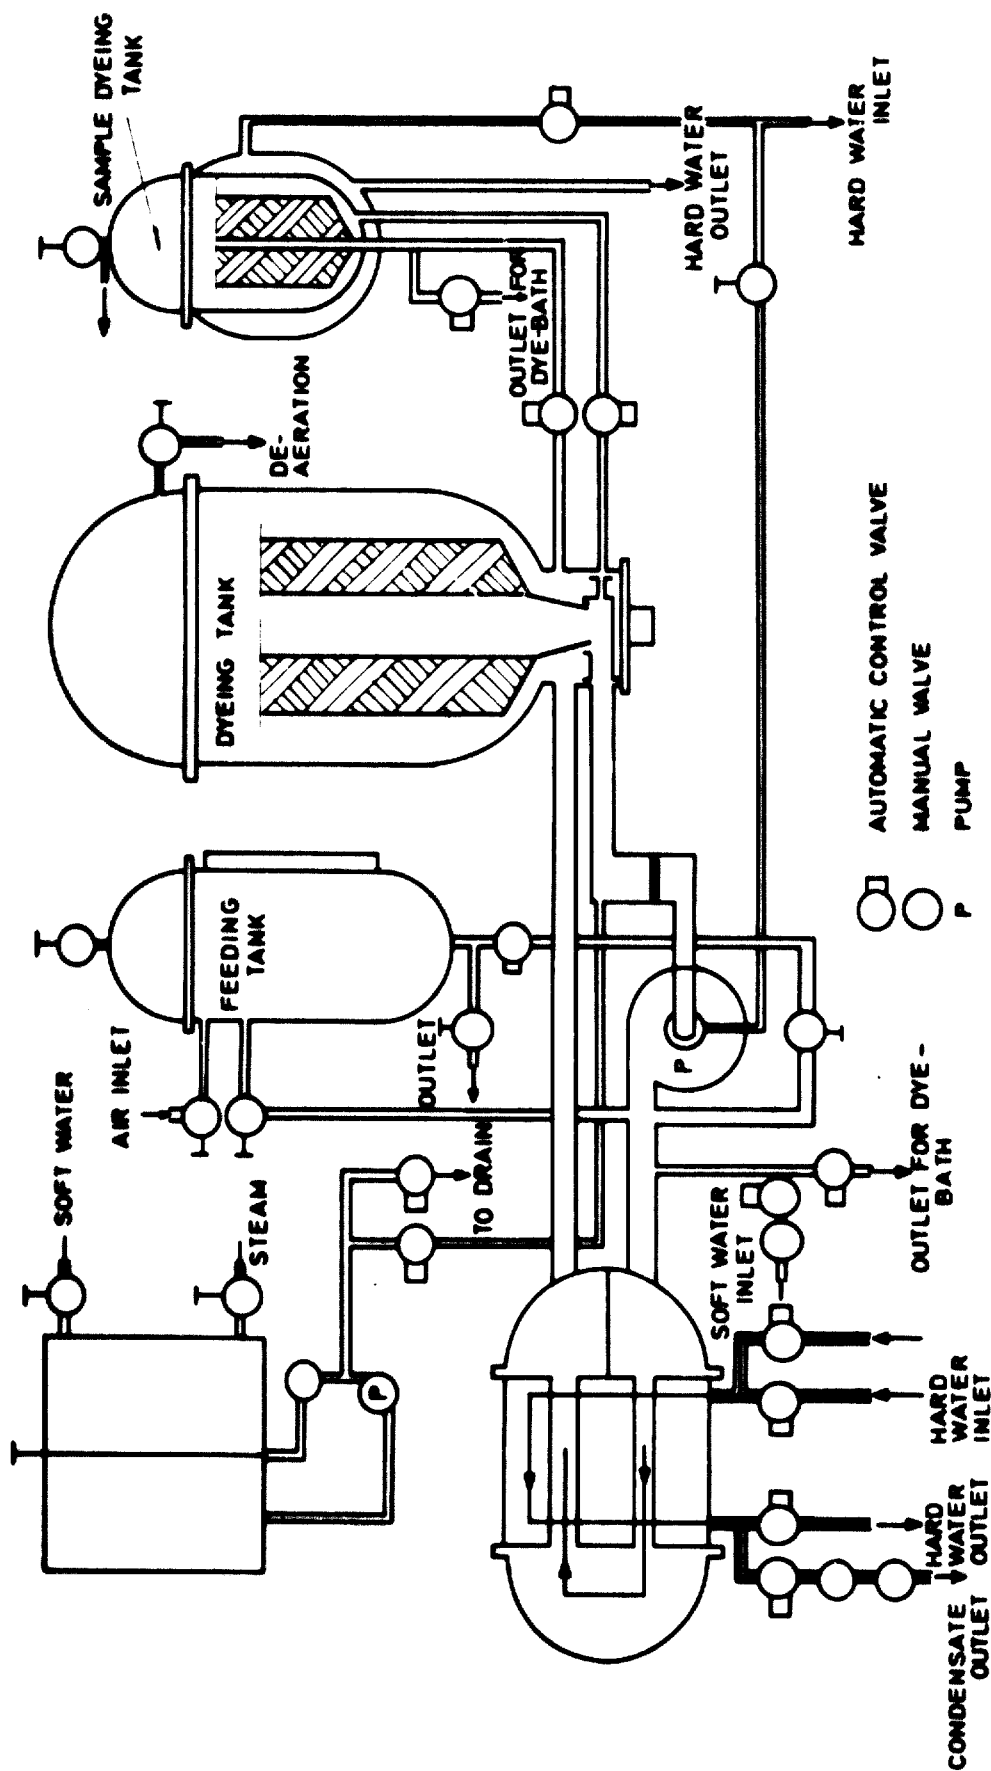 SAMPLE DYEING
TANK
DE-
AERATION
DYEING TANK
FEEDING
TANK
AIR INLET
SOFT WATER
STEAM
OUTLET
TO DRAIN
OUTLET FOR
DYE-BATH
HARD WATER
OUTLET
HARD WATER
INLET
P
P
SOFT WATER
INLET
OUTLET FOR DYE-
BATH
HARD
WATER
INLET
HARD
WATER
OUTLET
CONDENSATE
OUTLET
AUTOMATIC CONTROL VALVE
MANUAL VALVE
P PUMP